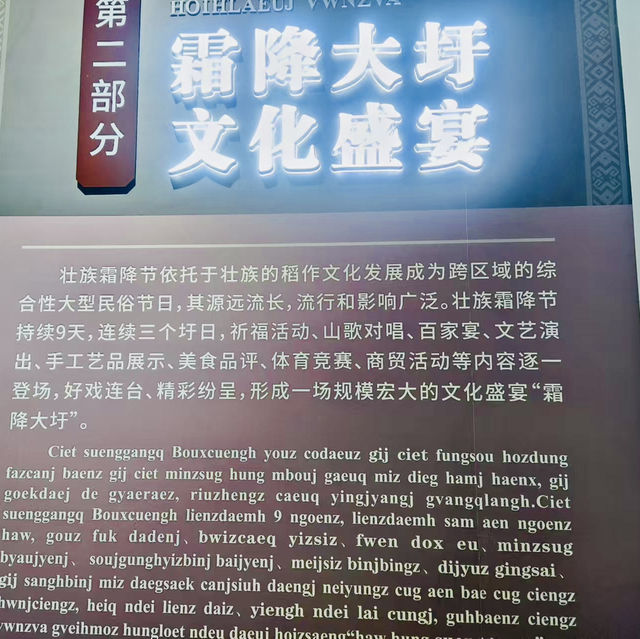 第二部分
HOIHLAEUJ VWNZVA
霜降大圩
文化盛宴
壮族霜降节依托于壮族的稻作文化发展成为跨区域的综
合性大型民俗节日，其源远流长，流行和影响广泛。壮族霜降节
持续9天，连续三个圩日，祈福活动、山歌对唱、百家宴、文艺演
出、手工艺品展示、美食品评、体育竞赛、商贸活动等内容逐一
登场，好戏连台、精彩纷呈，形成一场规模宏大的文化盛宴“霜
降大圩”。
Ciet suenggangq Bouxcuengh youz codaeuz gij ciet fungsou hozdung
fazcanj baenz gij ciet minzsug hung mbouj gaeuq miz dieg hamj haenx, gij
goekdaej de gyaeraez, riuzhengz caeuq yingjyangj gvangqlangh.Ciet
suenggangq Bouxcuengh lienzdaemh 9 ngoenz, lienzdaemh sam aen ngoenz
haw, gouz fuk dadenj、bwizcaeq yizsiz、fwen dox eu、minzsug
byaujyenj、soujgunghyizbinj baijyenj、meijsiz binjbingz、dijyuz gingsai、
gij sanghbinj miz daegsaek canjsiuh daengj neiyungz cug aen bae cug ciengz
hwnjciengz, heiq ndei lienz daiz、yiengh ndei lai cungj, guhbaenz ciengz
vwnzva gveihmoz hungloet ndeu daeuj hoizsaeng“haw hung